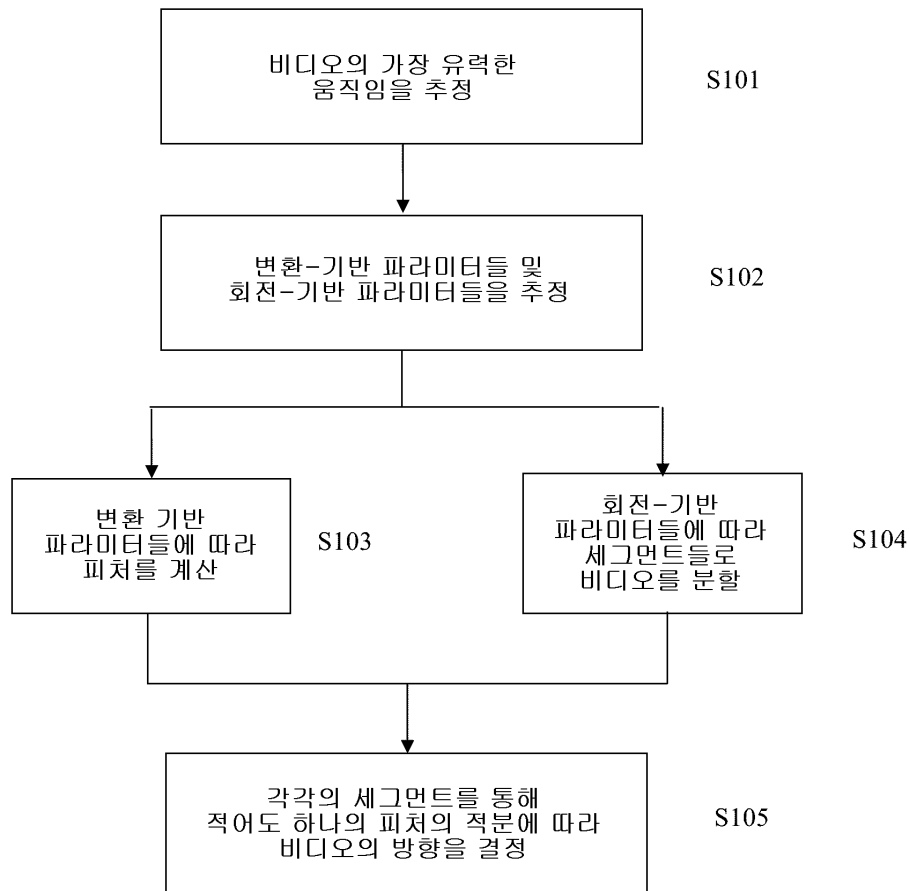 비디오의 가장 유력한
움직임을 추정
S101
변환-기반 파라미터들 및
회전-기반 파라미터들을 추정
S102
변환 기반
파라미터들에 따라
피처를 계산
S103
회전-기반
파라미터들에 따라
세그먼트들로
비디오를 분할
S104
각각의 세그먼트를 통해
적어도 하나의 피처의 적분에 따라
비디오의 방향을 결정
S105